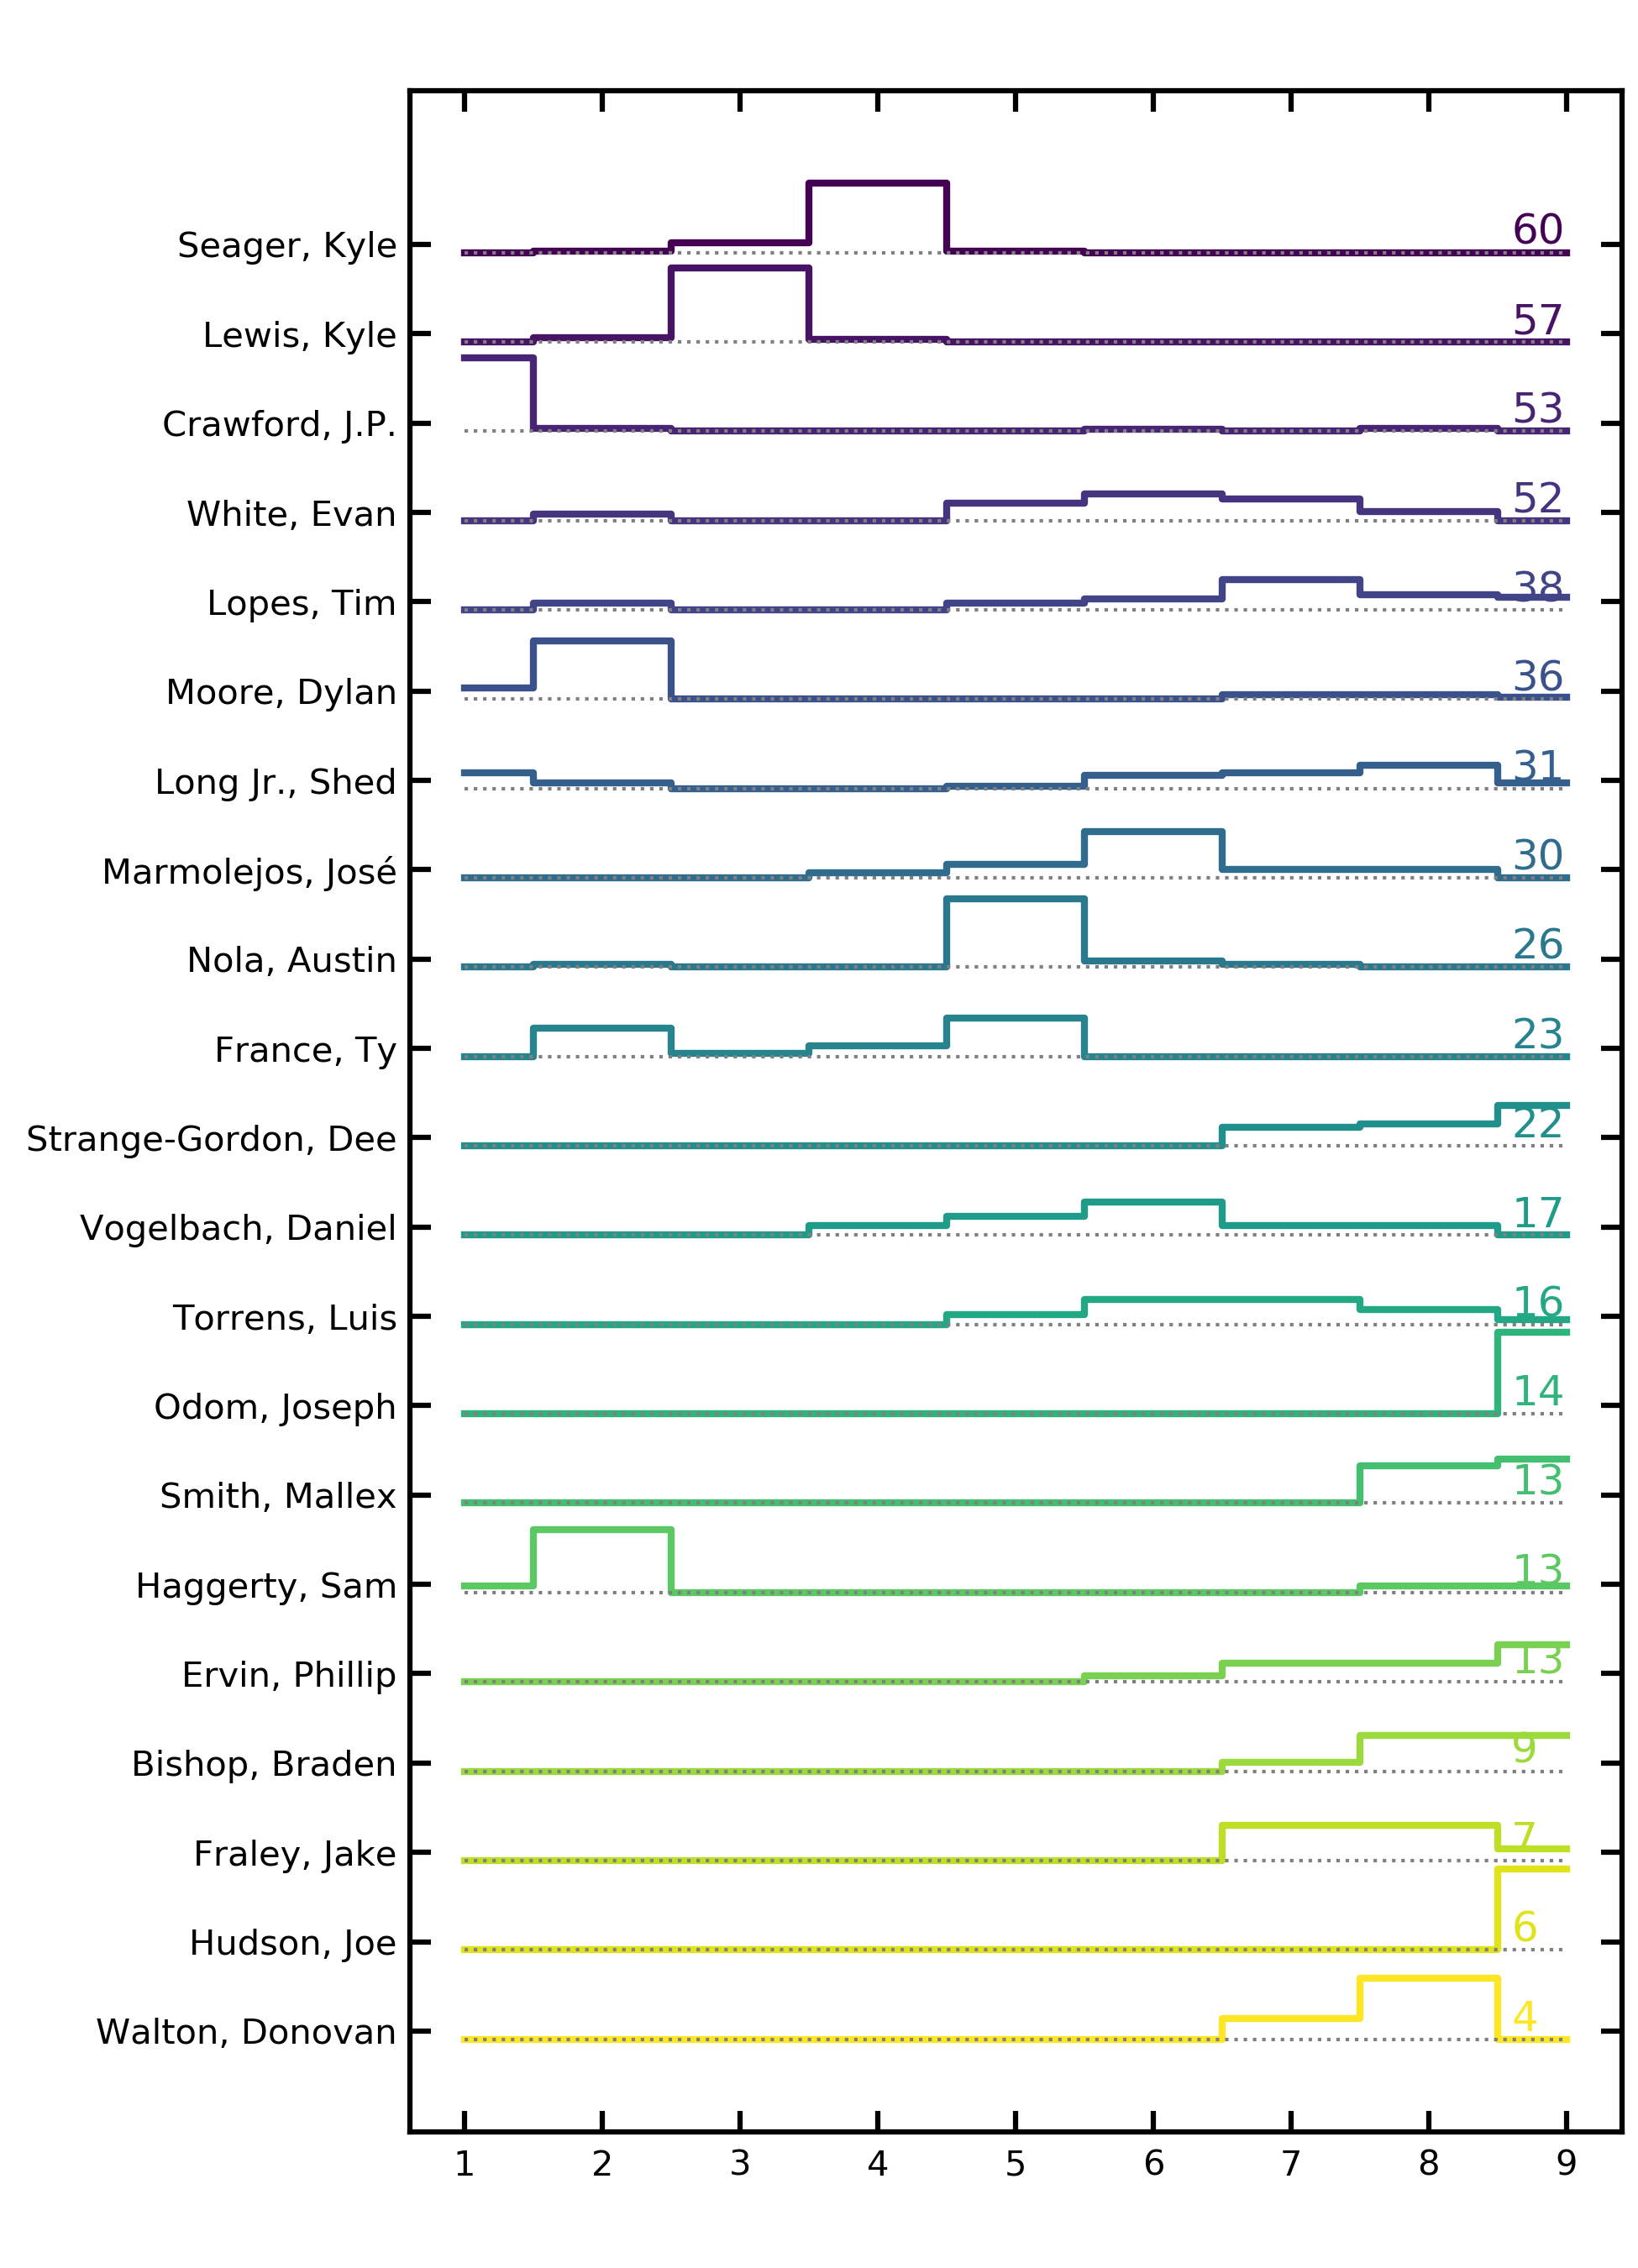 Seager, Kyle 60
Lewis, Kyle 57
Crawford, J.P. 53
White, Evan 52
Lopes, Tim 38
Moore, Dylan 36
Long Jr., Shed 31
Marmolejos, José 30
Nola, Austin 26
France, Ty 23
Strange-Gordon, Dee 22
Vogelbach, Daniel 17
Torrens, Luis 16
Odom, Joseph 14
Smith, Mallex 13
Haggerty, Sam 13
Ervin, Phillip 13
Bishop, Braden 9
Fraley, Jake 7
Hudson, Joe 6
Walton, Donovan 4
1 2 3 4 5 6 7 8 9